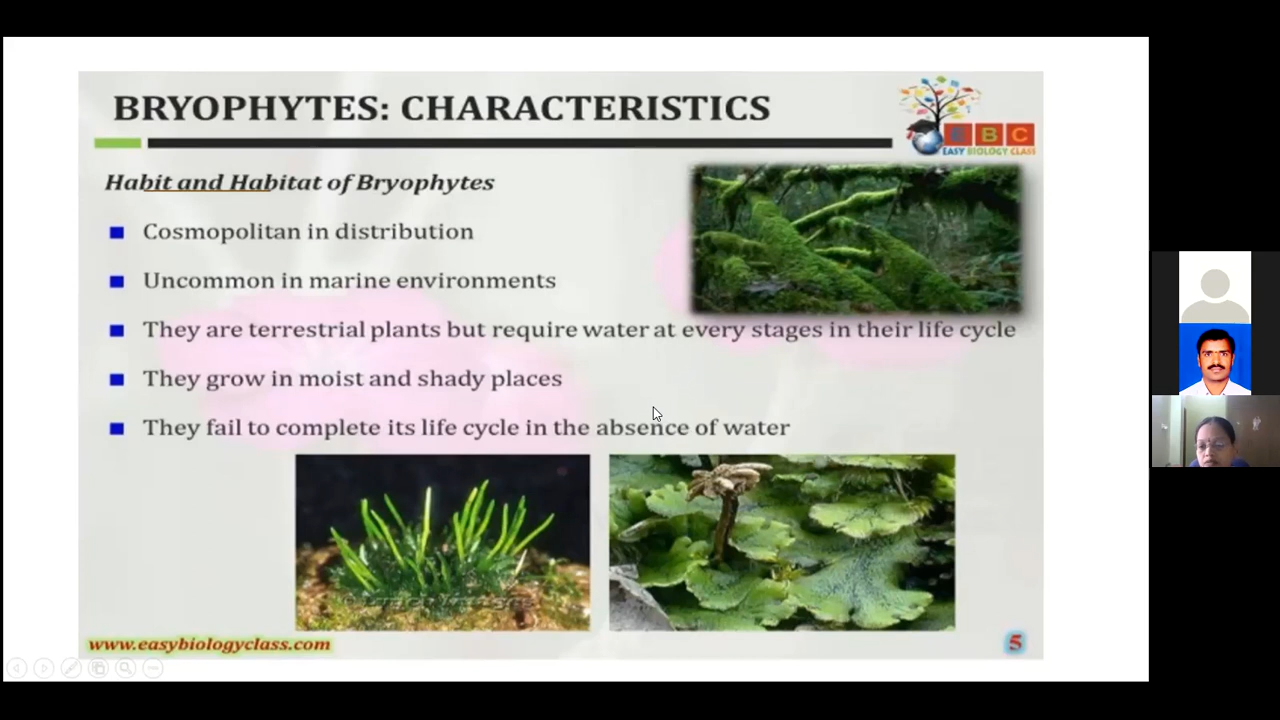 BRYOPHYTES: CHARACTERISTICS
E B C
EASY BIOLOGY CLASS
Habit and Habitat of Bryophytes
Cosmopolitan in distribution
Uncommon in marine environments
They are terrestrial plants but require water at every stages in their life cycle
They grow in moist and shady places
They fail to complete its life cycle in the absence of water
www.easybiologyclass.com
5